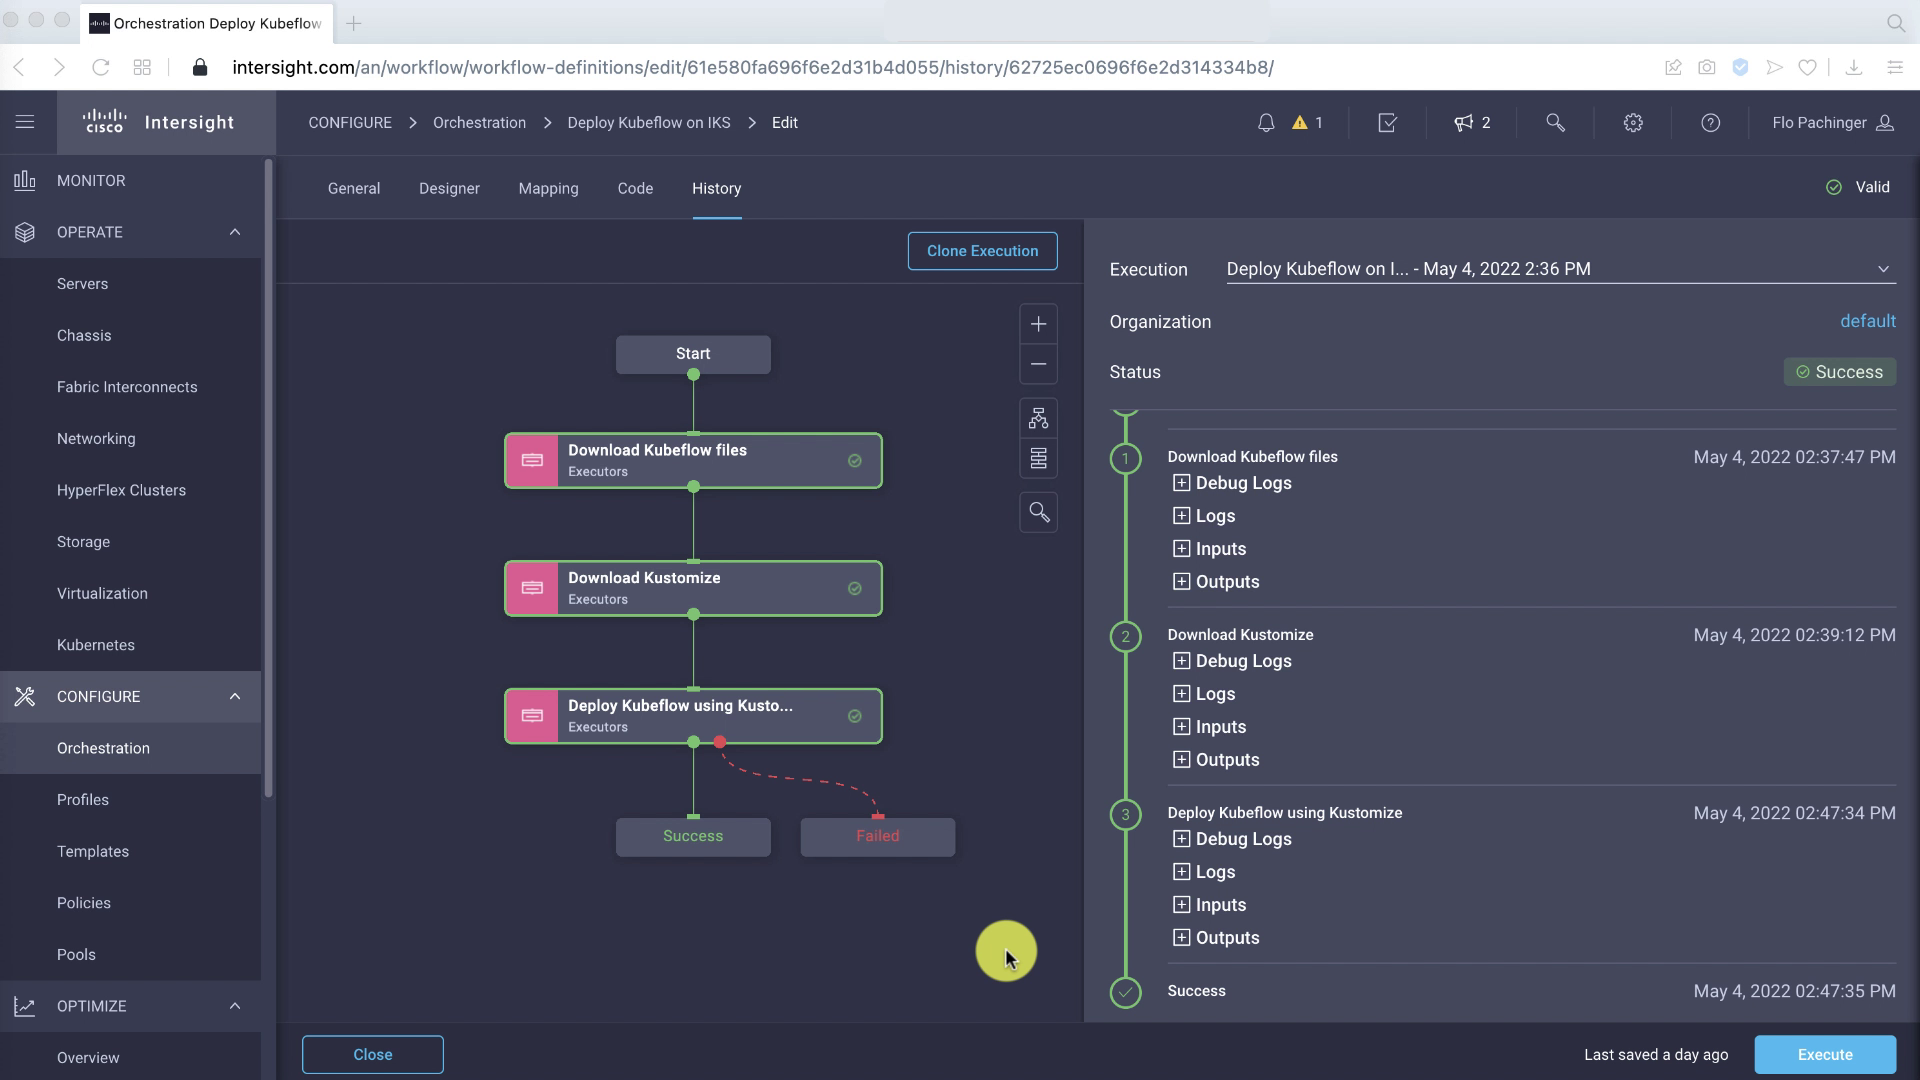 Orchestration Deploy Kubeflow
intersight.com/an/workflow/workflow-definitions/edit/61e580fa696f6e2d31b4d055/history/62725ec0696f6e2d314334b8/
CISCO Intersight
CONFIGURE > Orchestration > Deploy Kubeflow on IKS > Edit
1
2
Flo Pachinger
MONITOR
OPERATE
Servers
Chassis
Fabric Interconnects
Networking
HyperFlex Clusters
Storage
Virtualization
Kubernetes
CONFIGURE
Orchestration
Profiles
Templates
Policies
Pools
OPTIMIZE
Overview
General Designer Mapping Code History
Valid
Clone Execution
Start
Download Kubeflow files
Executors
Download Kustomize
Executors
Deploy Kubeflow using Kusto...
Executors
Success
Failed
Execution Deploy Kubeflow on I... - May 4, 2022 2:36 PM
Organization default
Status Success
1 Download Kubeflow files May 4, 2022 02:37:47 PM
Debug Logs
Logs
Inputs
Outputs
2 Download Kustomize May 4, 2022 02:39:12 PM
Debug Logs
Logs
Inputs
Outputs
3 Deploy Kubeflow using Kustomize May 4, 2022 02:47:34 PM
Debug Logs
Logs
Inputs
Outputs
Success May 4, 2022 02:47:35 PM
Close
Last saved a day ago
Execute